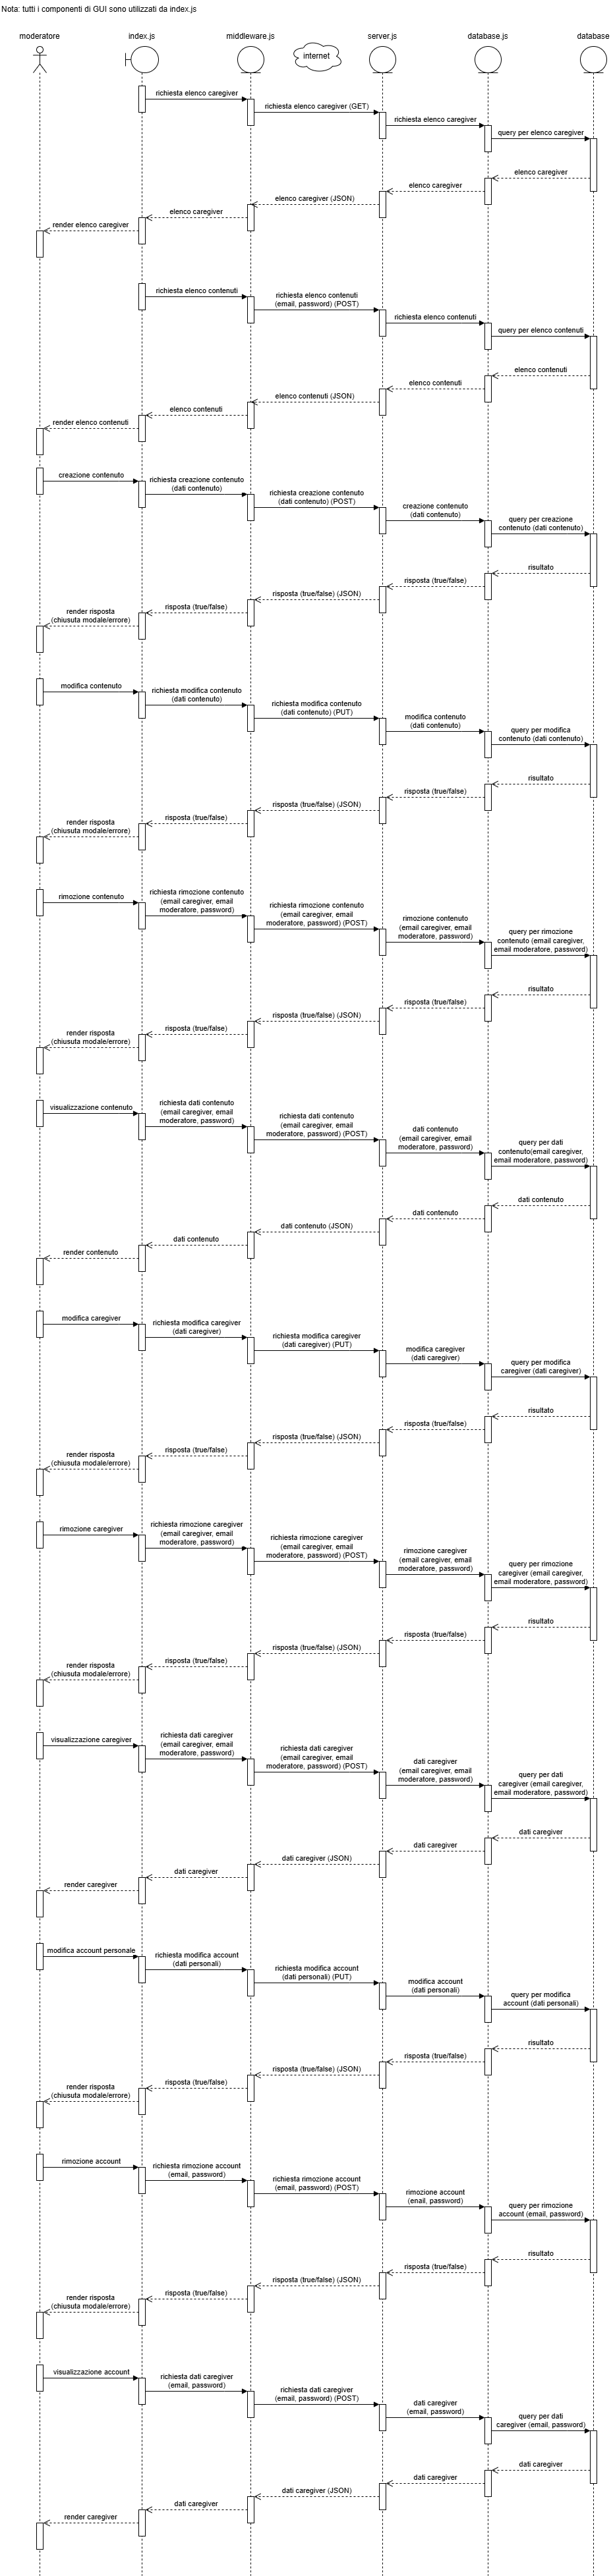 Nota: tutti i componenti di GUI sono utilizzati da index.js
moderatore
index.js
middleware.js
internet
server.js
database.js
database
richiesta elenco caregiver
richiesta elenco caregiver (GET)
richiesta elenco caregiver
query per elenco caregiver
elenco caregiver
elenco caregiver
elenco caregiver (JSON)
elenco caregiver
render elenco caregiver
richiesta elenco contenuti
richiesta elenco contenuti
(email, password) (POST)
richiesta elenco contenuti
query per elenco contenuti
elenco contenuti
elenco contenuti
elenco contenuti (JSON)
elenco contenuti
render elenco contenuti
creazione contenuto
richiesta creazione contenuto
(dati contenuto)
richiesta creazione contenuto
(dati contenuto) (POST)
creazione contenuto
(dati contenuto)
query per creazione
contenuto (dati contenuto)
risultato
risposta (true/false)
risposta (true/false) (JSON)
risposta (true/false)
render risposta
(chiusuta modale/errore)
modifica contenuto
richiesta modifica contenuto
(dati contenuto)
richiesta modifica contenuto
(dati contenuto) (PUT)
modifica contenuto
(dati contenuto)
query per modifica
contenuto (dati contenuto)
risultato
risposta (true/false)
risposta (true/false) (JSON)
risposta (true/false)
render risposta
(chiusuta modale/errore)
rimozione contenuto
richiesta rimozione contenuto
(email caregiver, email
moderatore, password)
richiesta rimozione contenuto
(email caregiver, email
moderatore, password) (POST)
rimozione contenuto
(email caregiver, email
moderatore, password)
query per rimozione
contenuto (email caregiver,
email moderatore, password)
risultato
risposta (true/false)
risposta (true/false) (JSON)
risposta (true/false)
render risposta
(chiusuta modale/errore)
visualizzazione contenuto
richiesta dati contenuto
(email caregiver, email
moderatore, password)
richiesta dati contenuto
(email caregiver, email
moderatore, password) (POST)
dati contenuto
(email caregiver, email
moderatore, password)
query per dati
contenuto(email caregiver,
email moderatore, password)
dati contenuto
dati contenuto
dati contenuto (JSON)
dati contenuto
render contenuto
modifica caregiver
richiesta modifica caregiver
(dati caregiver)
richiesta modifica caregiver
(dati caregiver) (PUT)
modifica caregiver
(dati caregiver)
query per modifica
caregiver (dati caregiver)
risultato
risposta (true/false)
risposta (true/false) (JSON)
risposta (true/false)
render risposta
(chiusuta modale/errore)
rimozione caregiver
richiesta rimozione caregiver
(email caregiver, email
moderatore, password)
richiesta rimozione caregiver
(email caregiver, email
moderatore, password) (POST)
rimozione caregiver
(email caregiver, email
moderatore, password)
query per rimozione
caregiver (email caregiver,
email moderatore, password)
risultato
risposta (true/false)
risposta (true/false) (JSON)
risposta (true/false)
render risposta
(chiusuta modale/errore)
visualizzazione caregiver
richiesta dati caregiver
(email caregiver, email
moderatore, password)
richiesta dati caregiver
(email caregiver, email
moderatore, password) (POST)
dati caregiver
(email caregiver, email
moderatore, password)
query per dati
caregiver (email caregiver,
email moderatore, password)
dati caregiver
dati caregiver
dati caregiver (JSON)
dati caregiver
render caregiver
modifica account personale
richiesta modifica account
(dati personali)
richiesta modifica account
(dati personali) (PUT)
modifica account
(dati personali)
query per modifica
account (dati personali)
risultato
risposta (true/false)
risposta (true/false) (JSON)
risposta (true/false)
render risposta
(chiusuta modale/errore)
rimozione account
richiesta rimozione account
(email, password)
richiesta rimozione account
(email, password) (POST)
rimozione account
(enail, password)
query per rimozione
account (email, password)
risultato
risposta (true/false)
risposta (true/false) (JSON)
risposta (true/false)
render risposta
(chiusuta modale/errore)
visualizzazione account
richiesta dati caregiver
(email, password)
richiesta dati caregiver
(email, password) (POST)
dati caregiver
(email, password)
query per dati
caregiver (email, password)
dati caregiver
dati caregiver
dati caregiver (JSON)
dati caregiver
render caregiver